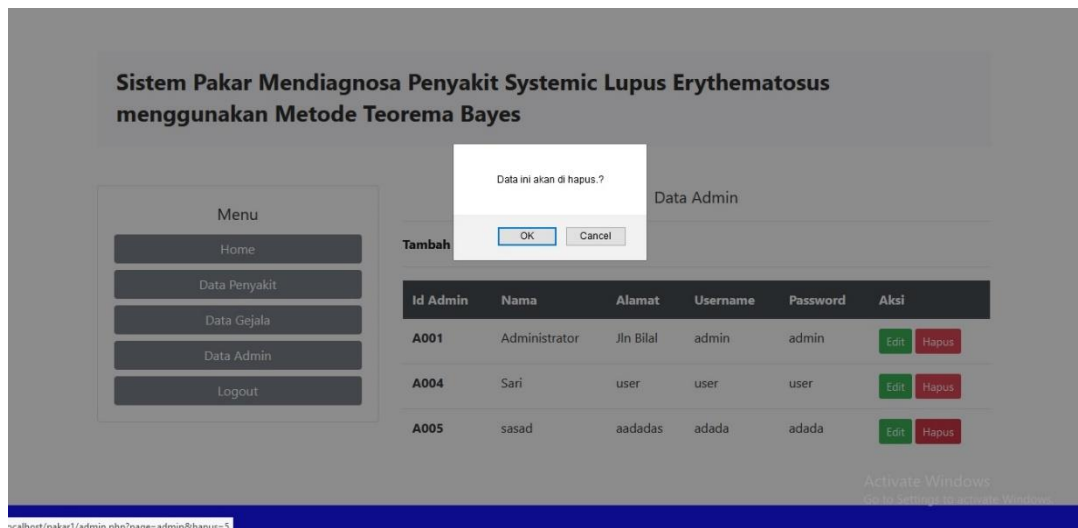 Sistem Pakar Mendiagnosa Penyakit Systemic Lupus Erythematosus
menggunakan Metode Teorema Bayes
Data ini akan di hapus.?
OK Cancel
Menu
Home
Data Penyakit
Data Gejala
Data Admin
Logout
Data Admin
Tambah
Id Admin Nama Alamat Username Password Aksi
A001 Administrator Jln Bilal admin admin Edit Hapus
A004 Sari user user user Edit Hapus
A005 sasad aadadas adada adada Edit Hapus
Activate Windows
Go to Settings to activate Windows.
ocalhost/pakar1/admin.php?page=admin&hapus=5